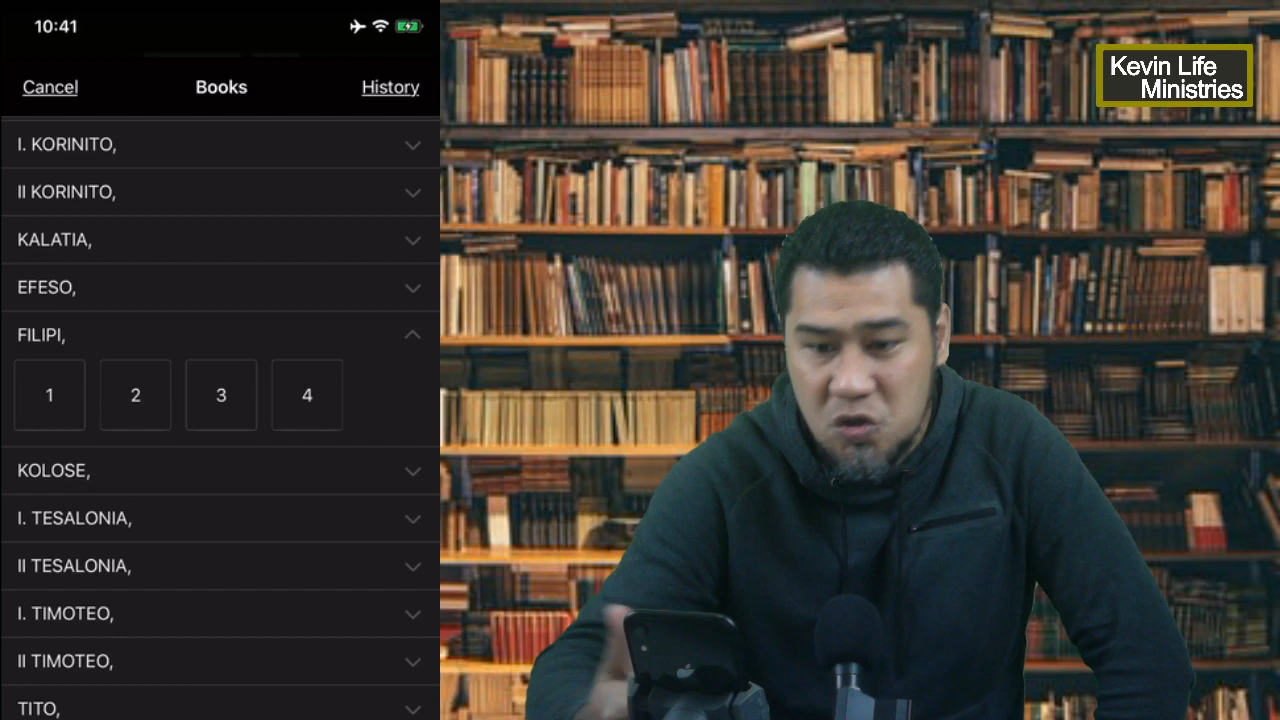 10:41
Cancel
Books
History
I. KORINITO,
II KORINITO,
KALATIA,
EFESO,
FILIPI,
1
2
3
4
KOLOSE,
I. TESALONIA,
II TESALONIA,
I. TIMOTEO,
II TIMOTEO,
TITO,
Kevin Life
Ministries